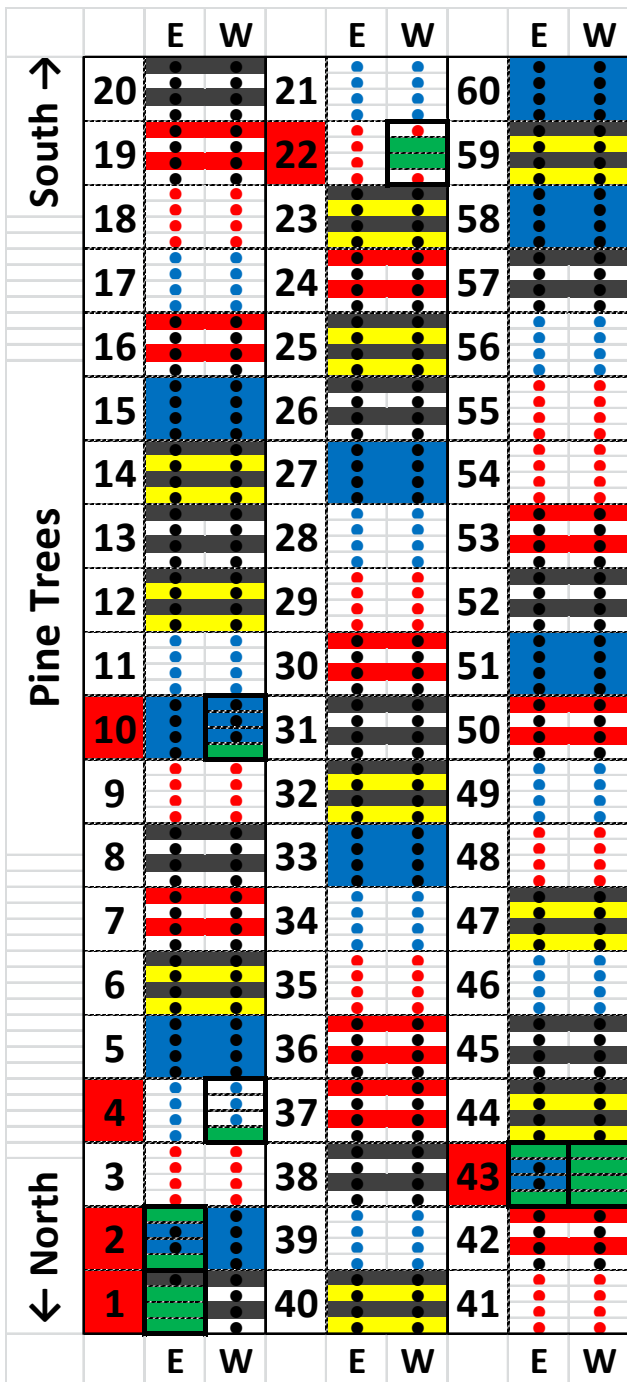 E W E W E W
South →
Pine Trees
← North
20 21 60
19 22 59
18 23 58
17 24 57
16 25 56
15 26 55
14 27 54
13 28 53
12 29 52
11 30 51
10 31 50
9 32 49
8 33 48
7 34 47
6 35 46
5 36 45
4 37 44
3 38 43
2 39 42
1 40 41
E W E W E W